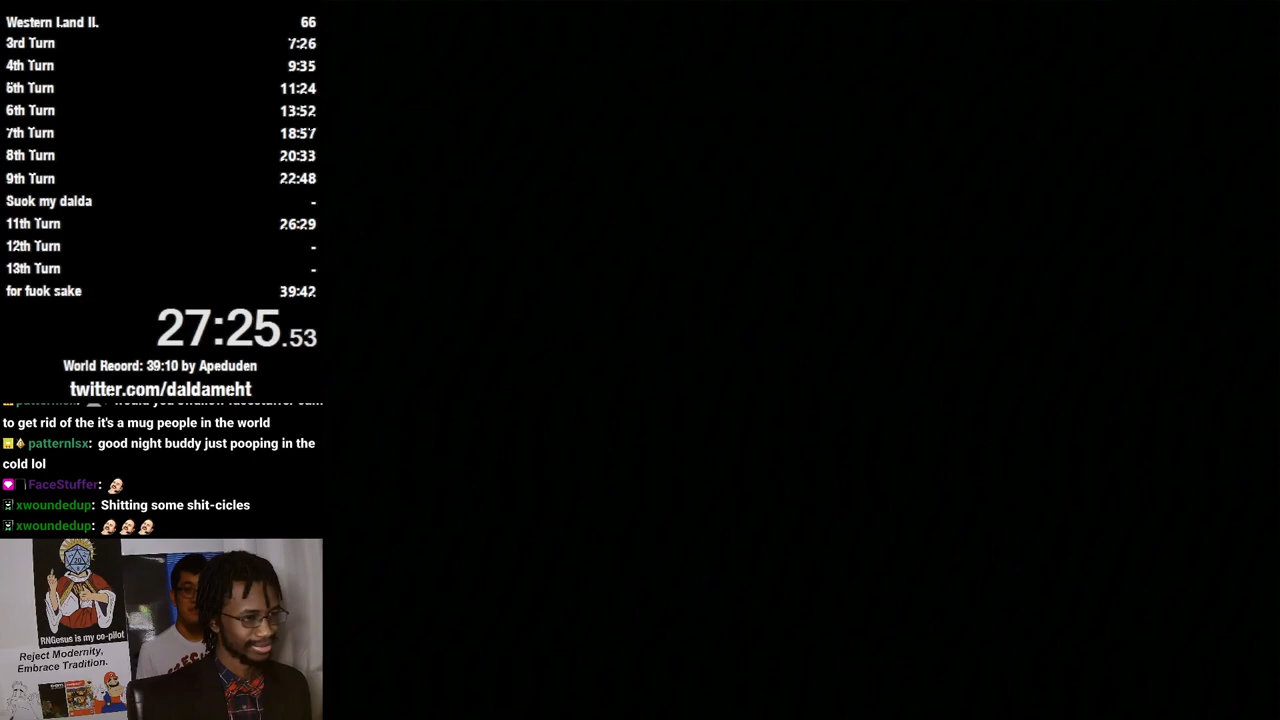 Western Land II. 66
3rd Turn 7:26
4th Turn 9:35
5th Turn 11:24
6th Turn 13:52
7th Turn 18:57
8th Turn 20:33
9th Turn 22:48
Suok my dalda -
11th Turn 26:29
12th Turn -
13th Turn -
for fuok sake 39:42
27:25.53
World Reoord: 39:10 by Apeduden
twitter.com/daldameht
to get rid of the it's a mug people in the world
patternlsx: good night buddy just pooping in the
cold lol
FaceStuffer:
xwoundedup: Shitting some shit-cicles
xwoundedup:
RNGesus is my co-pilot
Reject Modernity,
Embrace Tradition.